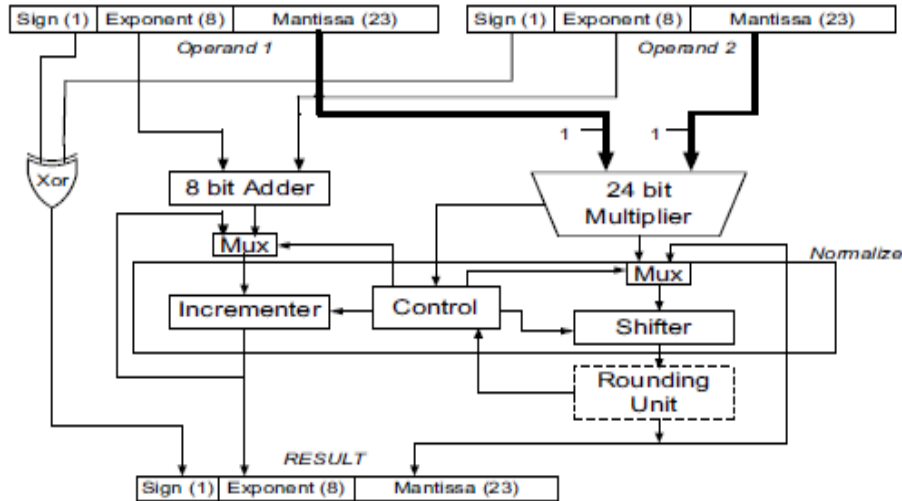 Sign (1) Exponent (8) Mantissa (23)
Sign (1) Exponent (8) Mantissa (23)
Operand 1
Operand 2
1
1
Xor
8 bit Adder
24 bit
Multiplier
Mux
Normalize
Mux
Incrementer
Control
Shifter
Rounding
Unit
RESULT
Sign (1) Exponent (8) Mantissa (23)